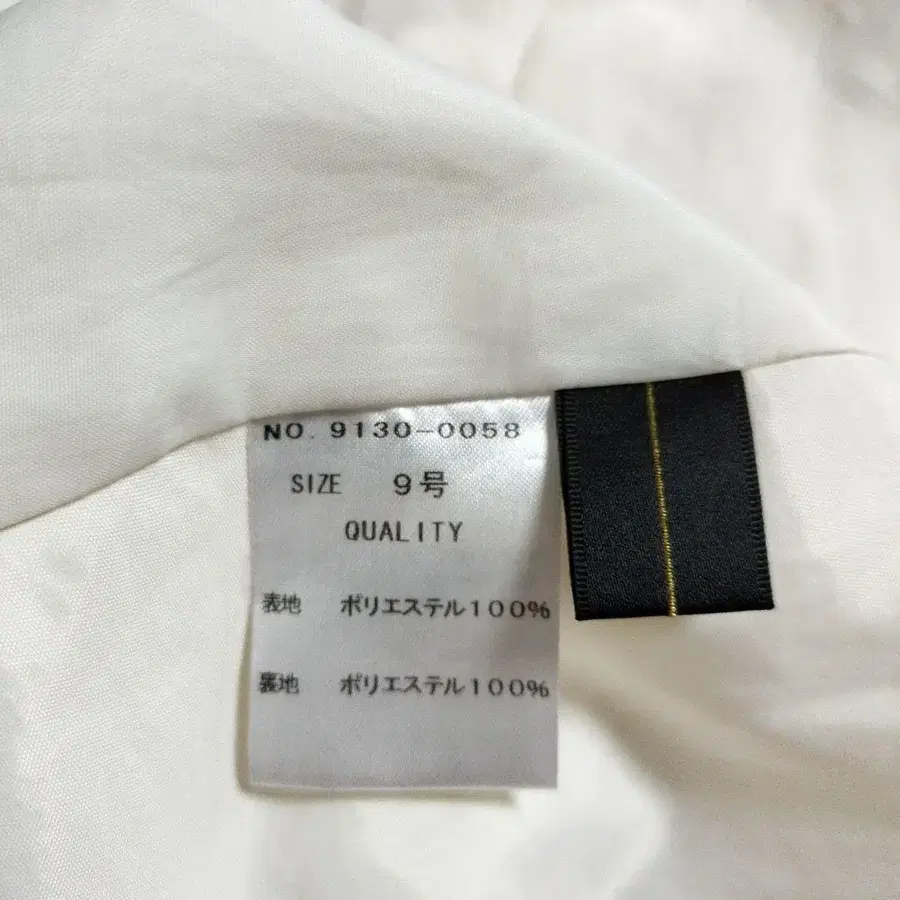 NO. 9130-0058
SIZE 9号
QUALITY
表地 ポリエステル100%
裏地 ポリエステル100%